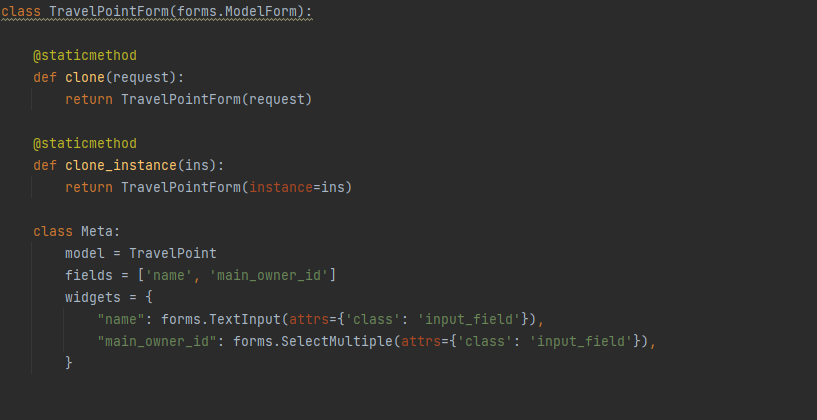 class TravelPointForm(forms.ModelForm):
@staticmethod
def clone(request):
return TravelPointForm(request)
@staticmethod
def clone_instance(ins):
return TravelPointForm(instance=ins)
class Meta:
model = TravelPoint
fields = ['name', 'main_owner_id']
widgets = {
"name": forms.TextInput(attrs={'class': 'input_field'}),
"main_owner_id": forms.SelectMultiple(attrs={'class': 'input_field'}),
}